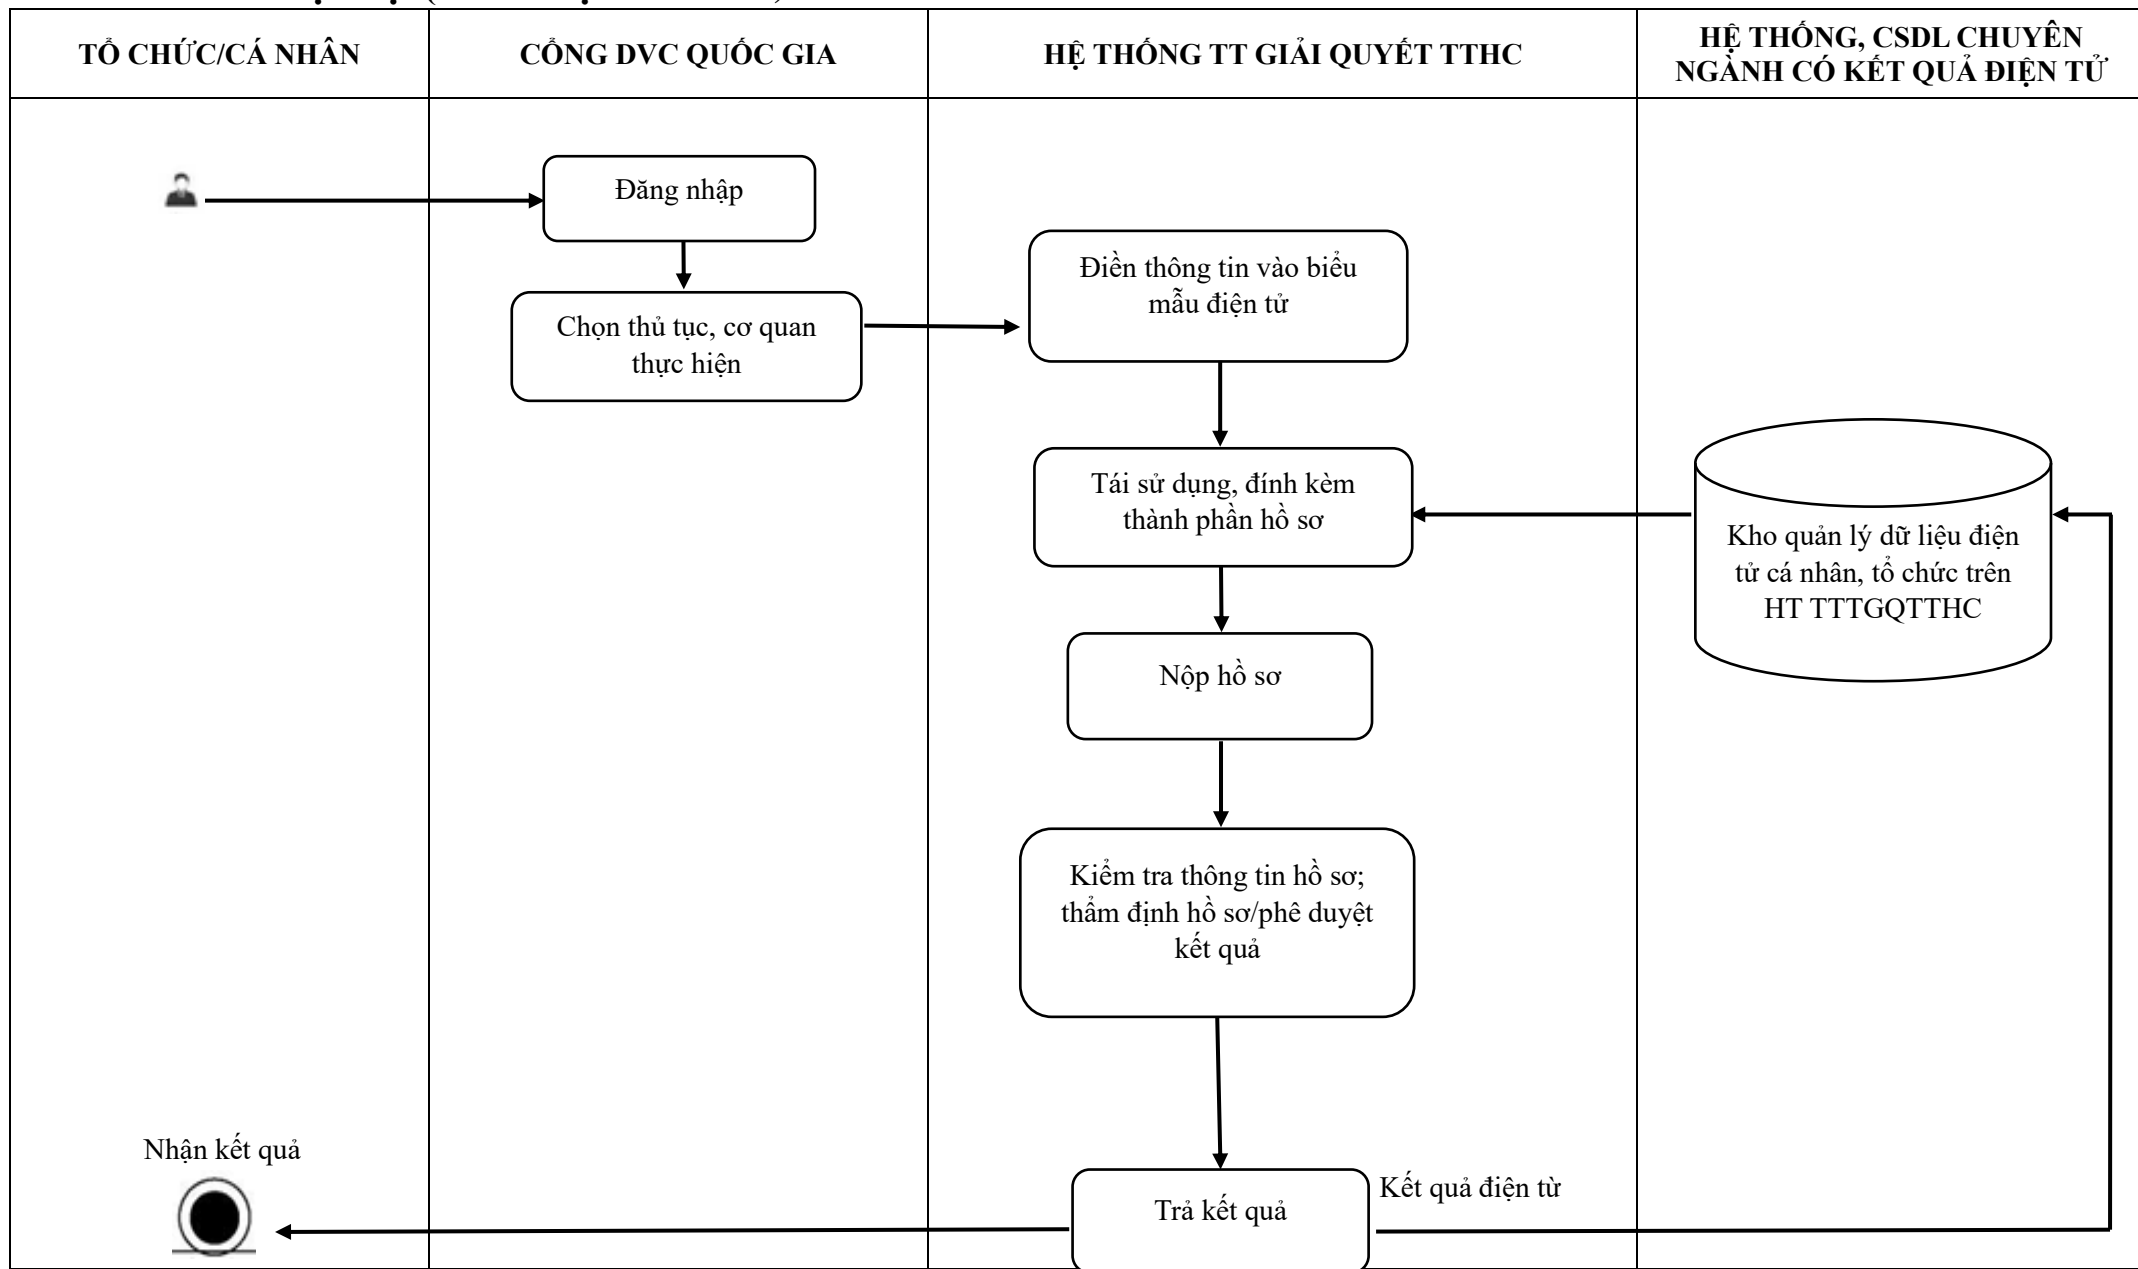 TỔ CHỨC/CÁ NHÂN
CỔNG DVC QUỐC GIA
HỆ THỐNG TT GIẢI QUYẾT TTHC
HỆ THỐNG, CSDL CHUYÊN
NGÀNH CÓ KẾT QUẢ ĐIỆN TỬ
Đăng nhập
Chọn thủ tục, cơ quan
thực hiện
Điền thông tin vào biểu
mẫu điện tử
Tái sử dụng, đính kèm
thành phần hồ sơ
Kho quản lý dữ liệu điện
tử cá nhân, tổ chức trên
HT TTTGQTTHC
Nộp hồ sơ
Kiểm tra thông tin hồ sơ;
thẩm định hồ sơ/phê duyệt
kết quả
Nhận kết quả
Trả kết quả
Kết quả điện từ